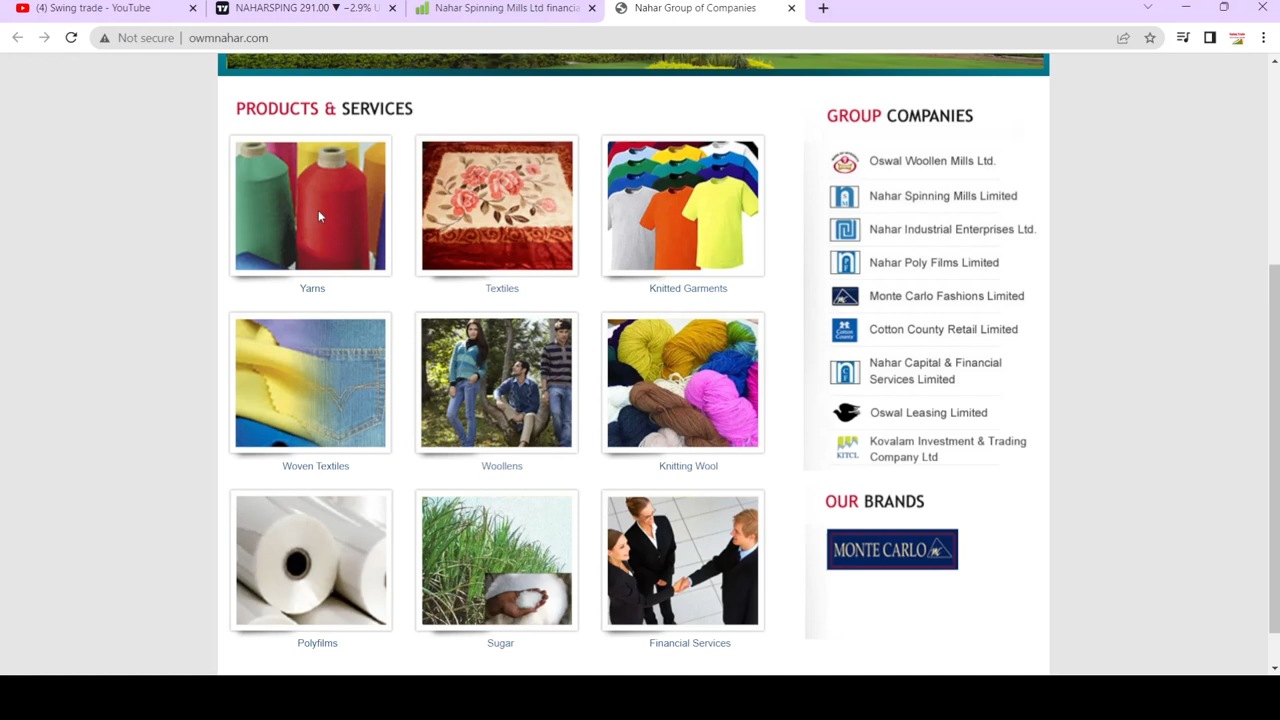 (4) Swing trade - YouTube
NAHARSPING 291.00 ▼ −2.9% U
Nahar Spinning Mills Ltd financia
Nahar Group of Companies
Not secure
owmnahar.com
PRODUCTS & SERVICES
Yarns
Textiles
Knitted Garments
Woven Textiles
Woollens
Knitting Wool
Polyfilms
Sugar
Financial Services
GROUP COMPANIES
Oswal Woollen Mills Ltd.
Nahar Spinning Mills Limited
Nahar Industrial Enterprises Ltd.
Nahar Poly Films Limited
Monte Carlo Fashions Limited
Cotton County Retail Limited
Nahar Capital & Financial
Services Limited
Oswal Leasing Limited
KITCL
Kovalam Investment & Trading
Company Ltd
OUR BRANDS
MONTE CARLO